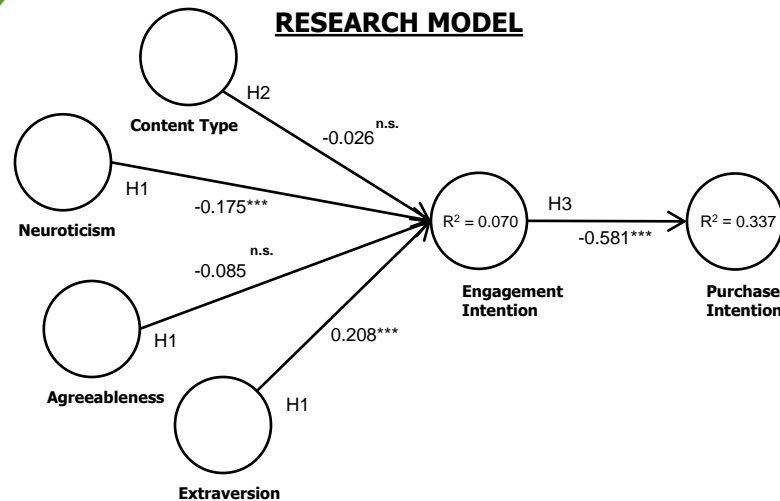 RESEARCH MODEL
H2
Content Type
-0.026 n.s.
H1
-0.175***
Neuroticism
n.s.
-0.085
H1
Agreeableness
0.208***
H1
Extraversion
R² = 0.070
H3
-0.581***
R² = 0.337
Engagement
Intention
Purchase
Intention